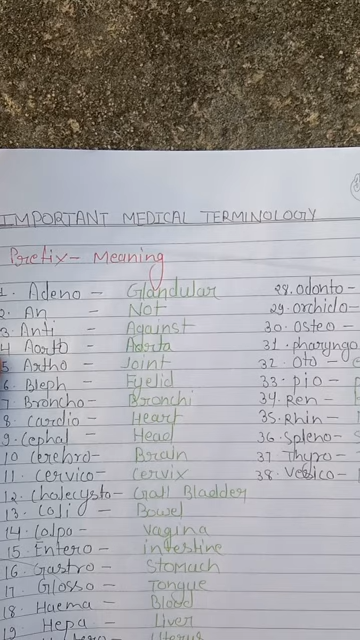 IMPORTANT MEDICAL TERMINOLOGY
Prefix - Meaning
1. Adeno - Glandular
2. An - Not
3 Anti - Against
4 Aorto - Aorta
5 Artho - Joint
6. Bleph - Eyelid
7. Broncho - Bronchi
8. Cardio - Heart
9. Cephal - Head
10 Cerebro - Brain
11. Cervico - Cervix
12. Cholecysto - Gall Bladder
13. Coli - Bowel
14. Colpo - Vagina
15. Entero - intestine
16. Gastro - Stomach
17. Glosso - Tongue
18. Haema - Blood
19. Hepa - Liver
Uterus
28. Odonto -
29. orchido -
30. Osteo -
31. pharyngo
32. Oto -
33. pio -
34. Ren -
35. Rhin -
36. Spleno -
37. Thyro -
38. Vesico -